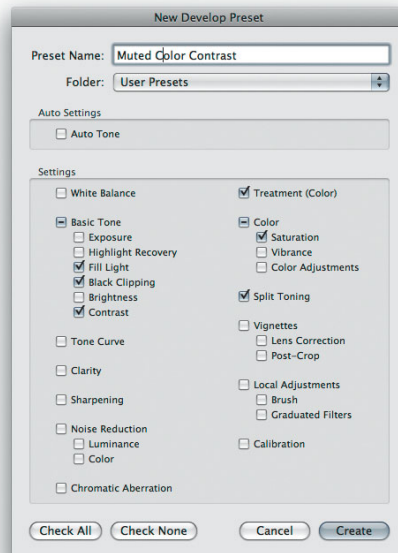 New Develop Preset
Preset Name: Muted Color Contrast
Folder: User Presets
Auto Settings
Auto Tone
Settings
White Balance
Basic Tone
Exposure
Highlight Recovery
Fill Light
Black Clipping
Brightness
Contrast
Tone Curve
Clarity
Sharpening
Noise Reduction
Luminance
Color
Chromatic Aberration
Treatment (Color)
Color
Saturation
Vibrance
Color Adjustments
Split Toning
Vignettes
Lens Correction
Post-Crop
Local Adjustments
Brush
Graduated Filters
Calibration
Check All
Check None
Cancel
Create